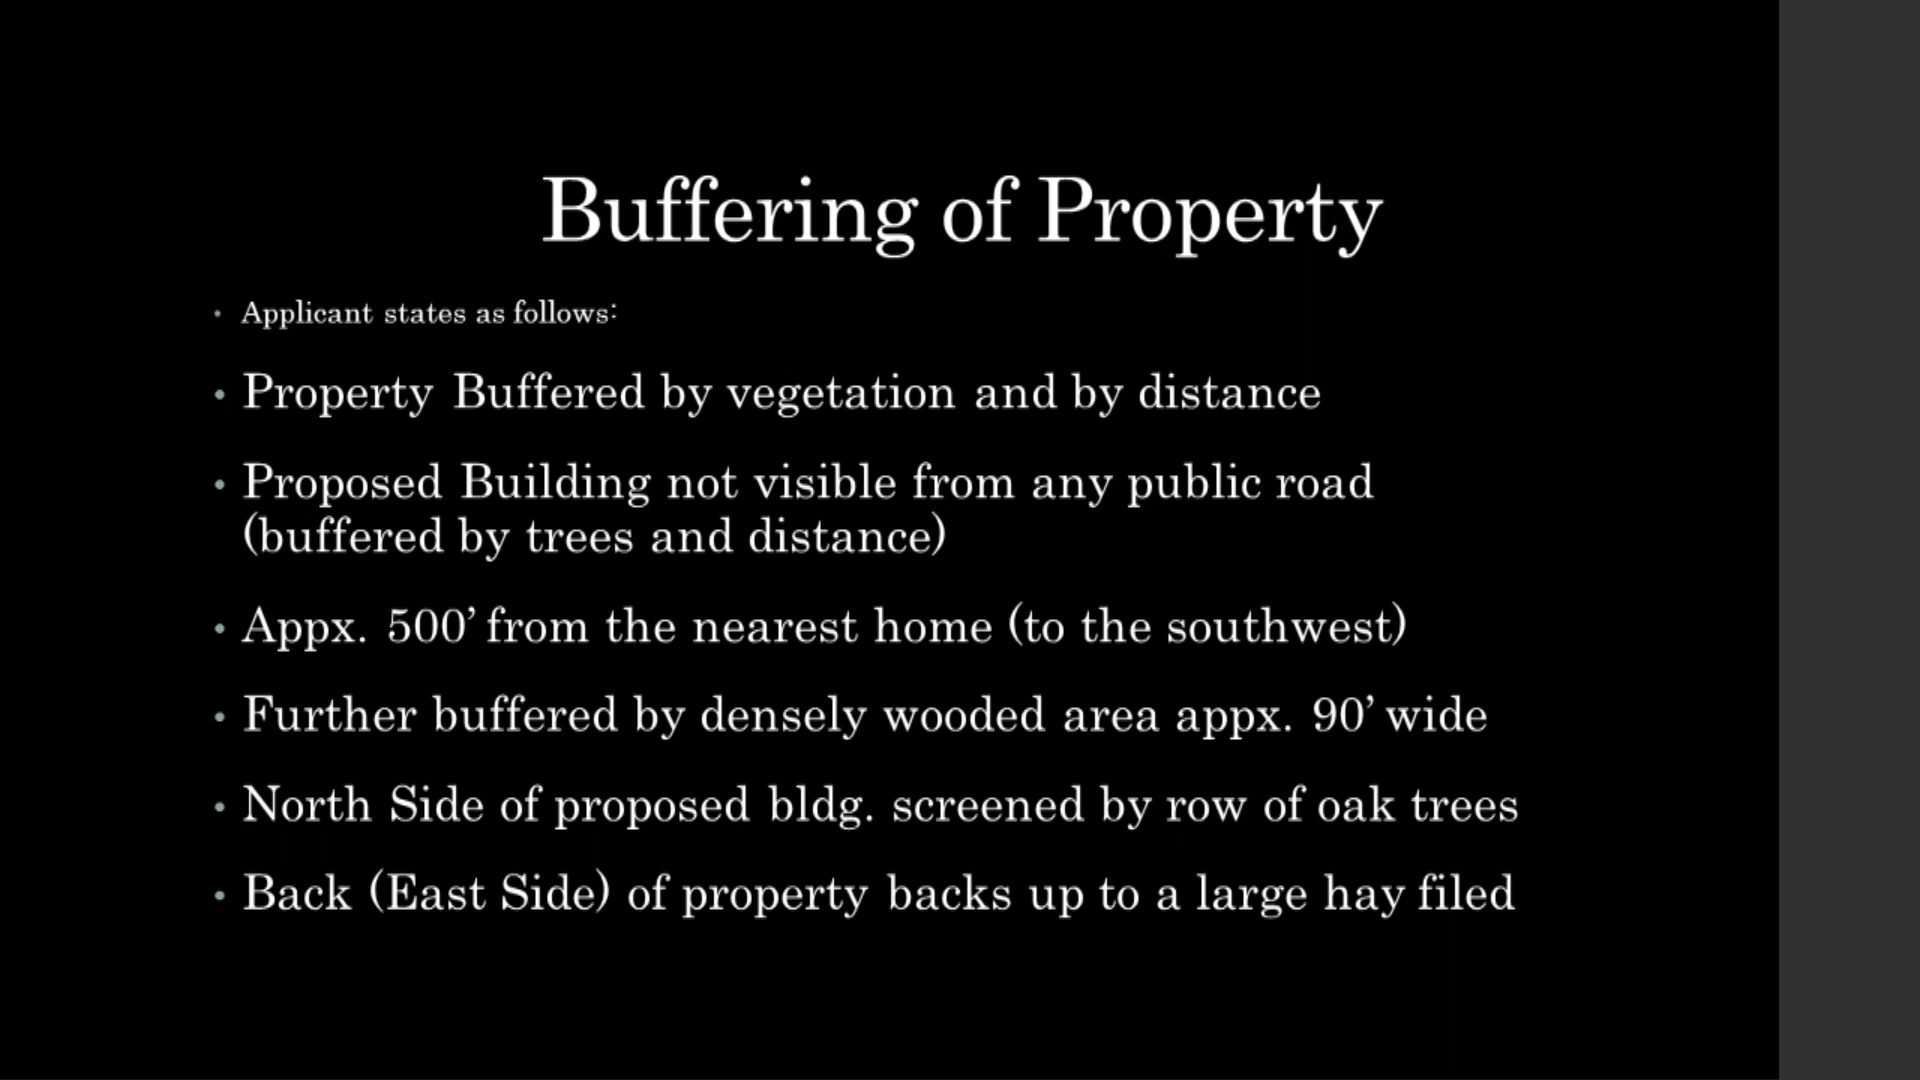 Buffering of Property
• Applicant states as follows:
• Property Buffered by vegetation and by distance
• Proposed Building not visible from any public road
(buffered by trees and distance)
• Appx. 500’ from the nearest home (to the southwest)
• Further buffered by densely wooded area appx. 90’ wide
• North Side of proposed bldg. screened by row of oak trees
• Back (East Side) of property backs up to a large hay filed